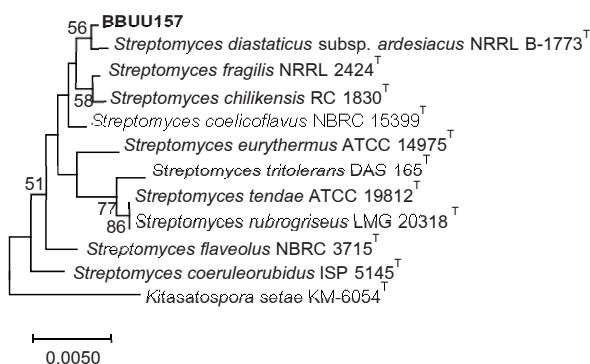 56
BBUU157
Streptomyces diastaticus subsp. ardesiacus NRRL B-1773T
Streptomyces fragilis NRRL 2424T
58
Streptomyces chilikensis RC 1830T
Streptomyces coelicoflavus NBRC 15399T
Streptomyces eurythermus ATCC 14975T
Streptomyces tritolerans DAS 165T
51
Streptomyces tendae ATCC 19812T
77
Streptomyces rubrogriseus LMG 20318 T
86
Streptomyces flaveolus NBRC 3715T
Streptomyces coeruleorubidus ISP 5145T
Kitasatospora setae KM-6054T
0.0050